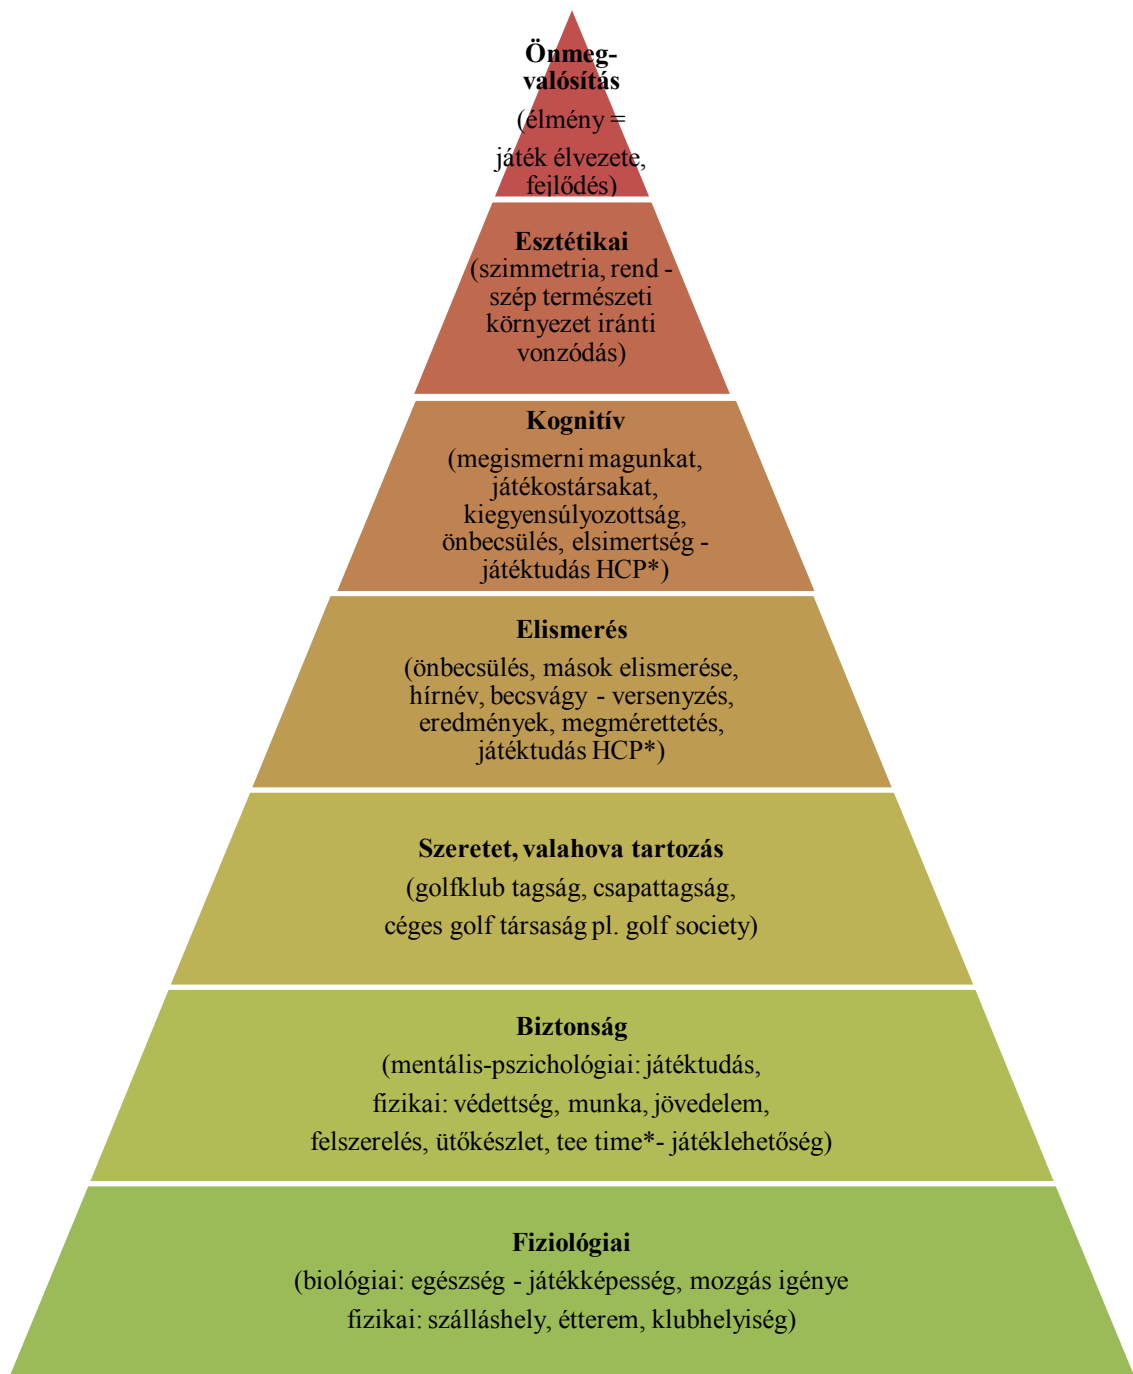 Önmeg-
valósítás
(élmény =
játék élvezete,
fejlődés)
Esztétikai
(szimmetria, rend -
szép természeti
környezet iránti
vonzódás)
Kognitív
(megismerni magunkat,
játékostársakat,
kiegyensúlyozottság,
önbecsülés, elsimertség -
játéktudás HCP*)
Elismerés
(önbecsülés, mások elismerése,
hírnév, becsvágy - versenyzés,
eredmények, megmérettetés,
játéktudás HCP*)
Szeretet, valahova tartozás
(golfklub tagság, csapattagság,
céges golf társaság pl. golf society)
Biztonság
(mentális-pszichológiai: játéktudás,
fizikai: védettség, munka, jövedelem,
felszerelés, ütőkészlet, tee time*- játéklehetőség)
Fiziológiai
(biológiai: egészség - játékképesség, mozgás igénye
fizikai: szálláshely, étterem, klubhelyiség)